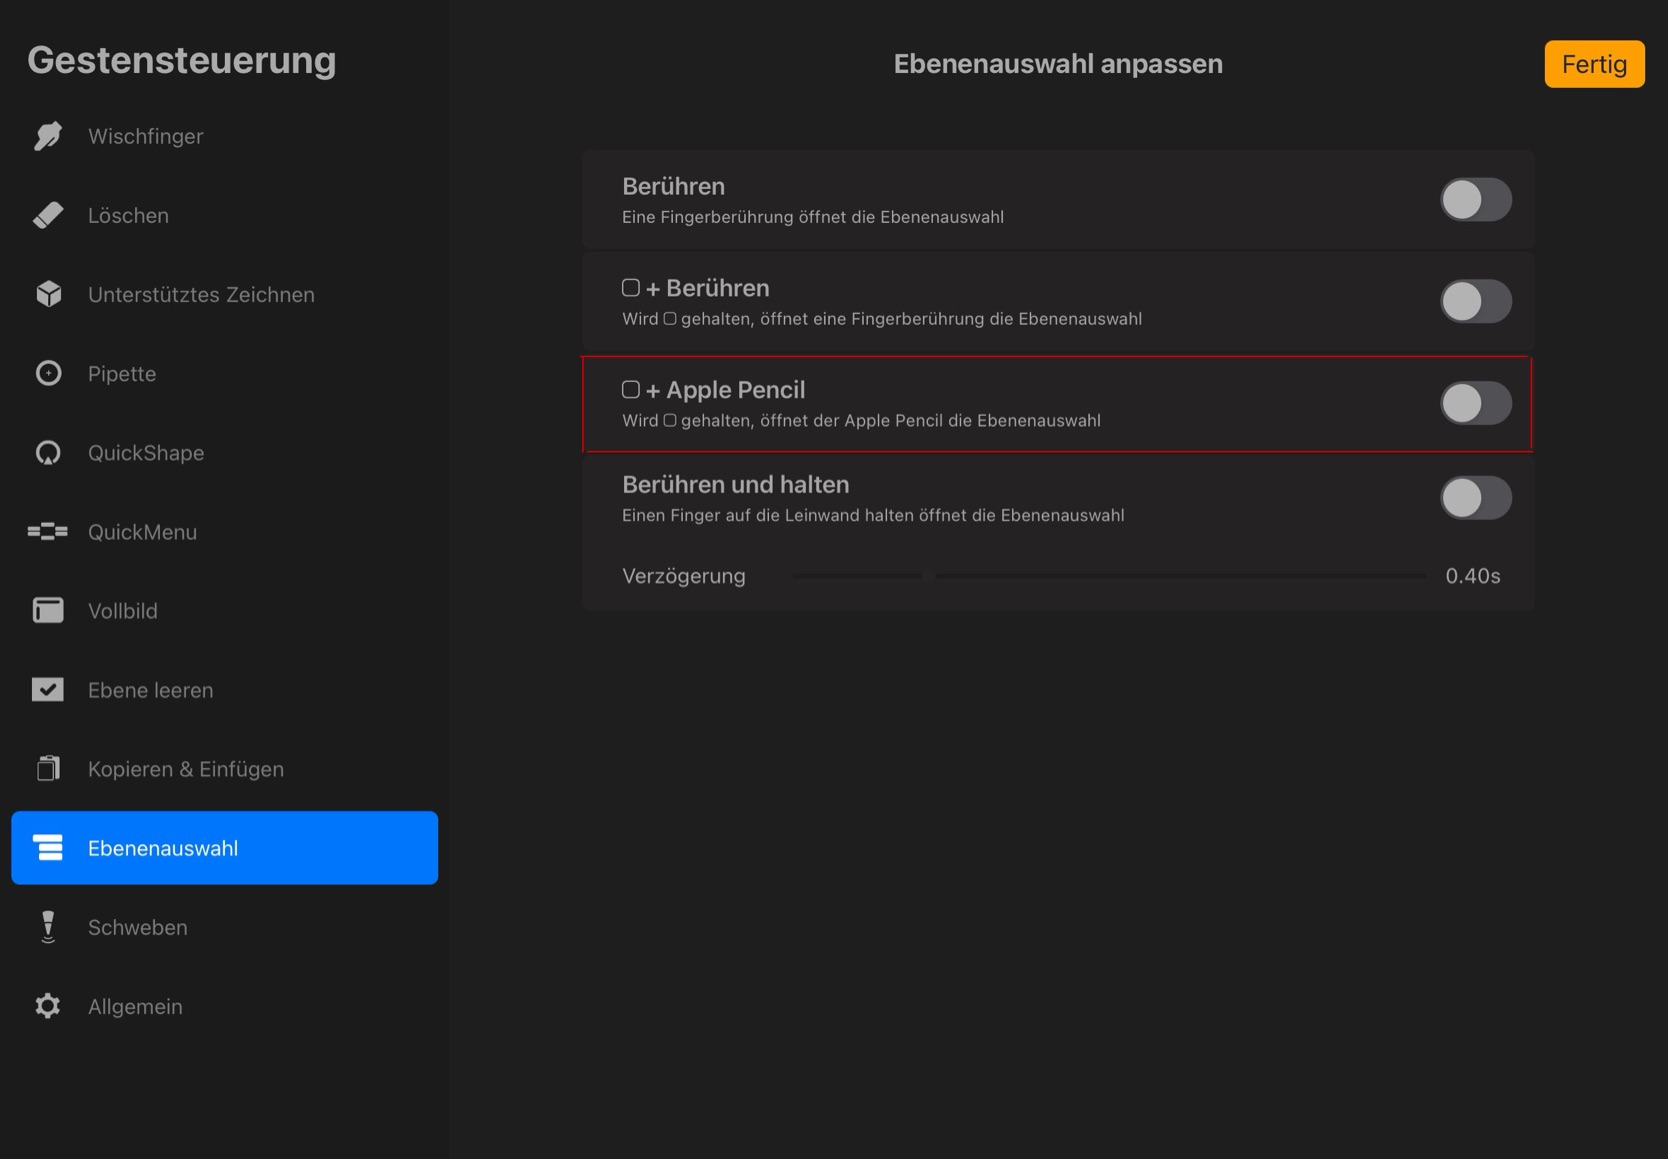 Gestensteuerung
Wischfinger
Löschen
Unterstütztes Zeichnen
Pipette
QuickShape
QuickMenu
Vollbild
Ebene leeren
Kopieren & Einfügen
Ebenenauswahl
Schweben
Allgemein
Ebenenauswahl anpassen
Fertig
Berühren
Eine Fingerberührung öffnet die Ebenenauswahl
▢ + Berühren
Wird ▢ gehalten, öffnet eine Fingerberührung die Ebenenauswahl
▢ + Apple Pencil
Wird ▢ gehalten, öffnet der Apple Pencil die Ebenenauswahl
Berühren und halten
Einen Finger auf die Leinwand halten öffnet die Ebenenauswahl
Verzögerung 0.40s